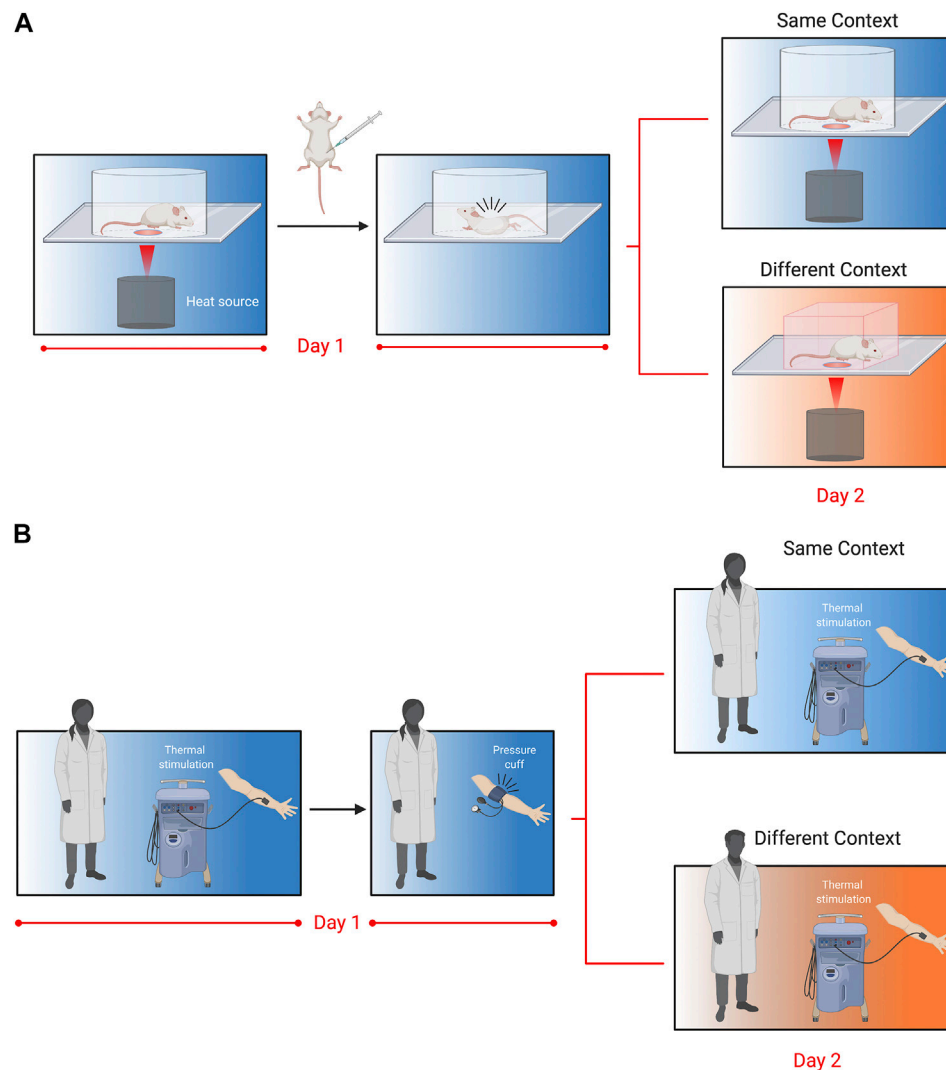 A
Same Context
Heat source
Day 1
Different Context
Day 2
B
Same Context
Thermal
stimulation
Thermal
stimulation
Pressure
cuff
Day 1
Different Context
Thermal
stimulation
Day 2